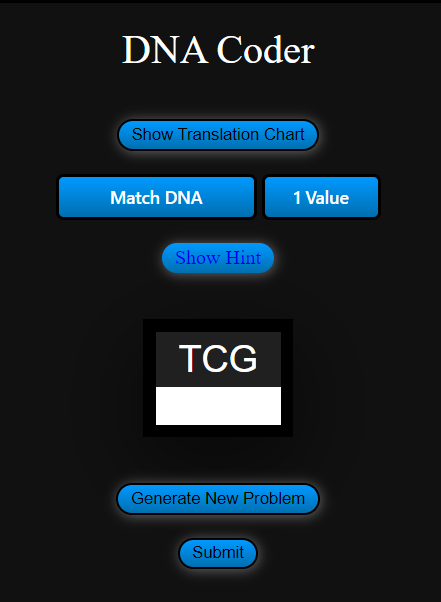 DNA Coder
Show Translation Chart
Match DNA 1 Value
Show Hint
TCG
Generate New Problem
Submit